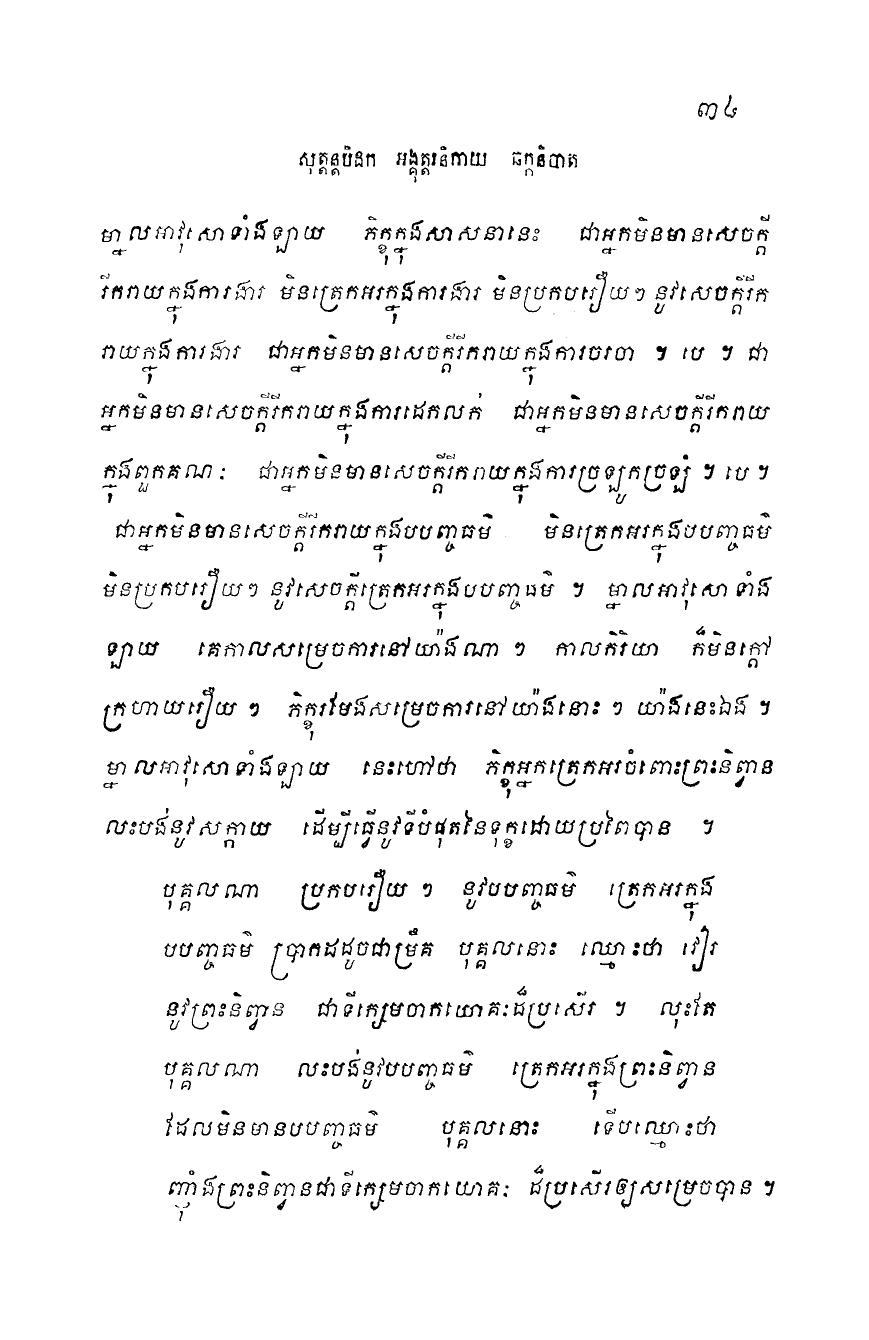 ៣៤
សុត្តន្តបិដក អង្គុត្តរនិកាយ ឆក្កនិបាត
ម្នាលអាវុសោទាំងឡាយ ភិក្ខុក្នុងសាសនានេះ ជាអ្នកមិនមានសេចក្តី
រីករាយក្នុងការងារ មិនត្រេកអរក្នុងការងារ មិនប្រកបរឿយៗ នូវសេចក្តីរីក
រាយក្នុងការងារ ជាអ្នកមិនមានសេចក្តីរីករាយក្នុងការចរចា ។ បេ ។ ជា
អ្នកមិនមានសេចក្តីរីករាយក្នុងការដេកលក់ ជាអ្នកមិនមានសេចក្តីរីករាយ
ក្នុងពួកគណៈ ជាអ្នកមិនមានសេចក្តីរីករាយក្នុងការច្រឡូកច្រឡំ ។ បេ ។
ជាអ្នកមិនមានសេចក្តីរីករាយក្នុងបបញ្ចធម៌ មិនត្រេកអរក្នុងបបញ្ចធម៌
មិនប្រកបរឿយៗ នូវសេចក្តីត្រេកអរក្នុងបបញ្ចធម៌ ។ ម្នាលអាវុសោទាំង
ឡាយ គេកាលសម្រេចការនៅយ៉ាងណា ៗ កាលកិរិយា ក៏មិនក្តៅ
ក្រហាយរឿយ ៗ ភិក្ខុរមែងសម្រេចការនៅយ៉ាងនោះ ៗ យ៉ាងនេះឯង ។
ម្នាលអាវុសោទាំងឡាយ នេះហៅថា ភិក្ខុអ្នកត្រេកអរចំពោះព្រះនិព្វាន
លះបង់នូវសក្កាយ ដើម្បីធ្វើនូវទីបំផុតនៃទុក្ខដោយប្រពៃបាន ។
បុគ្គលណា ប្រកបរឿយ ៗ នូវបបញ្ចធម៌ ត្រេកអរក្នុង
បបញ្ចធម៌ ប្រាកដដូចជាម្រឹគ បុគ្គលនោះ ឈ្មោះថា វៀរ
នូវព្រះនិព្វាន ជាទីក្សេមចាកយោគៈដ៏ប្រសើរ ។ លុះតែ
បុគ្គលណា លះបង់នូវបបញ្ចធម៌ ត្រេកអរក្នុងព្រះនិព្វាន
ដែលមិនមានបបញ្ចធម៌ បុគ្គលនោះ ទើបឈ្មោះថា
ញ៉ាំងព្រះនិព្វានជាទីក្សេមចាកយោគៈ ដ៏ប្រសើរឲ្យសម្រេចបាន ។